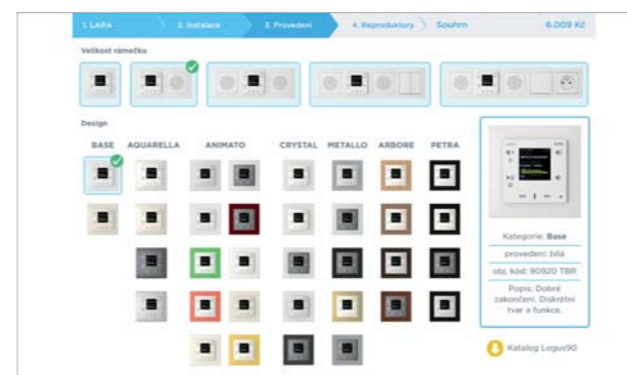 1. LARA
2. Instalace
3. Provedení
4. Reproduktory
Souhrn
6.009 Kč
Velikost rámečku
Design
BASE AQUARELLA ANIMATO CRYSTAL METALLO ARBORE PETRA
Kategorie: Base
provedení: bílá
obj. kód: 90920 TBR
Popis: Dobré
zakončení. Diskrétní
tvar a funkce.
Katalog Logus90